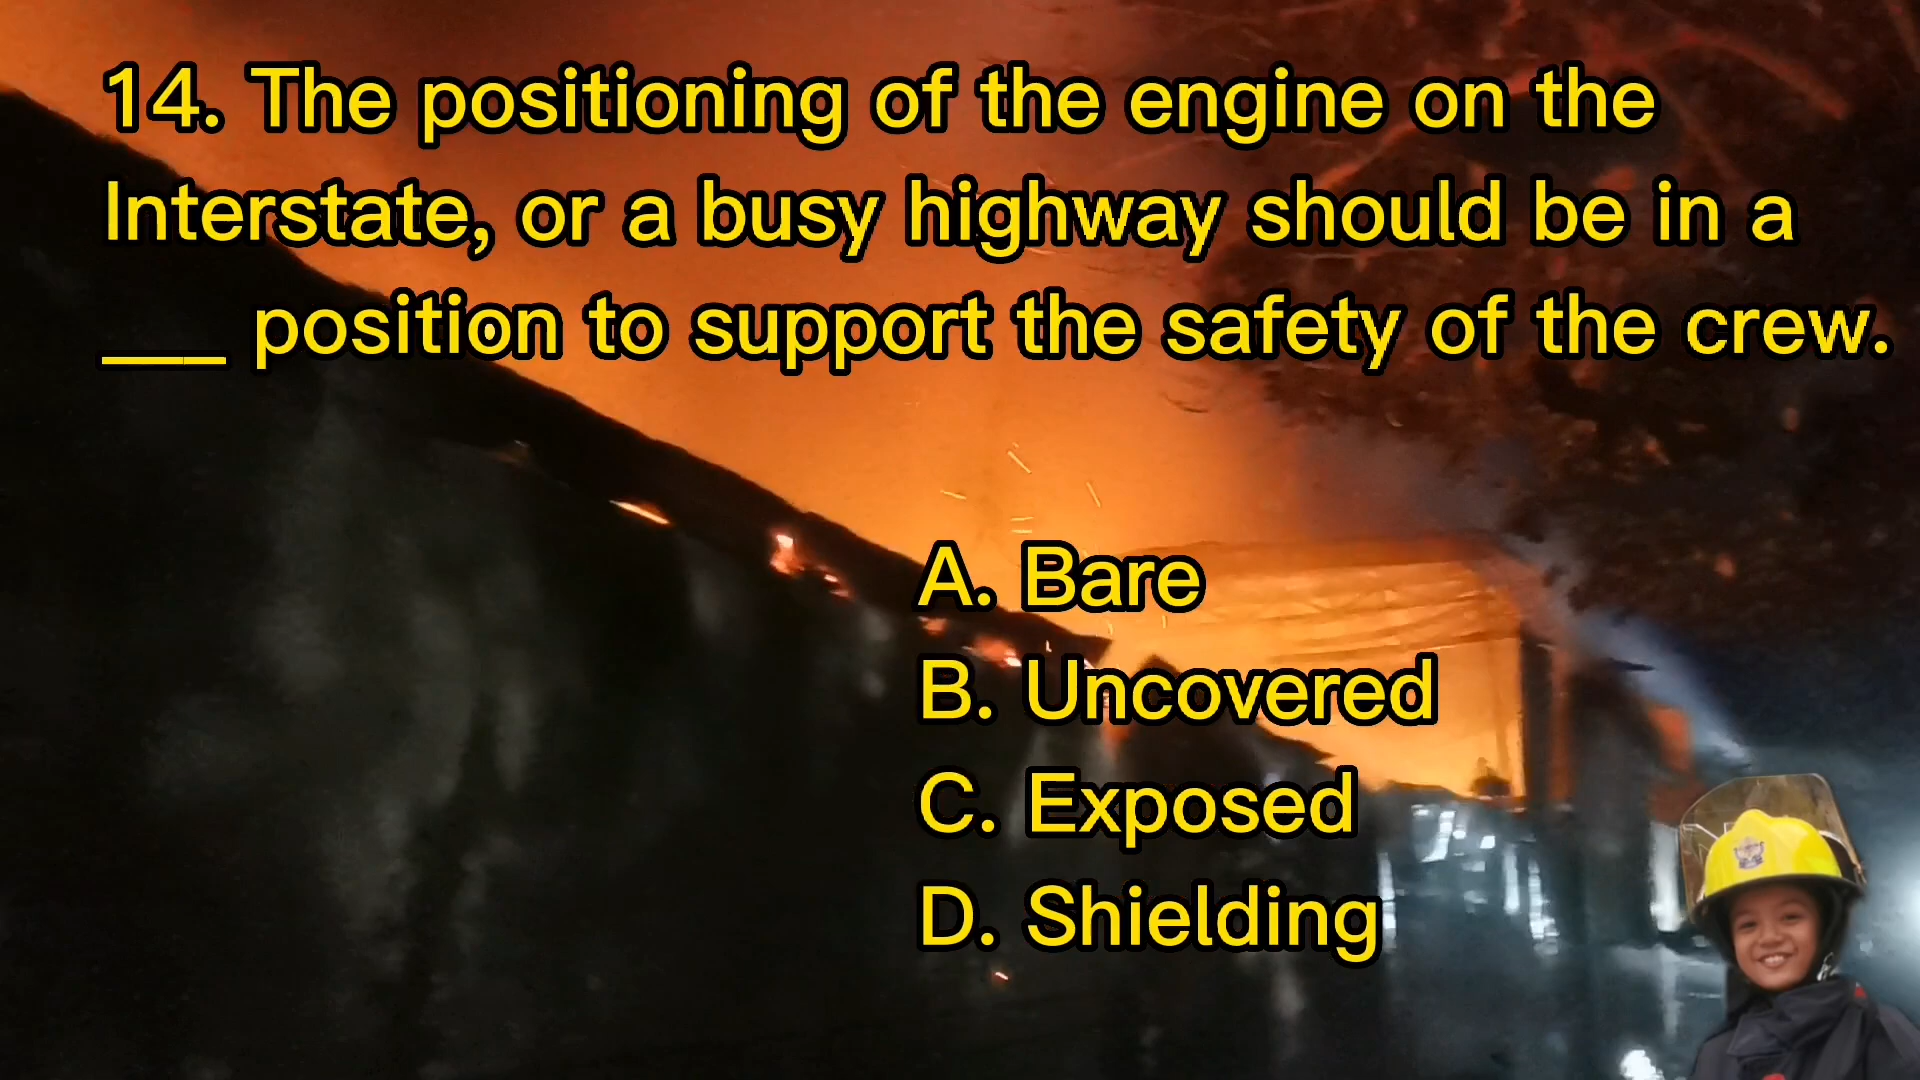 14. The positioning of the engine on the
Interstate, or a busy highway should be in a
___ position to support the safety of the crew.
A. Bare
B. Uncovered
C. Exposed
D. Shielding